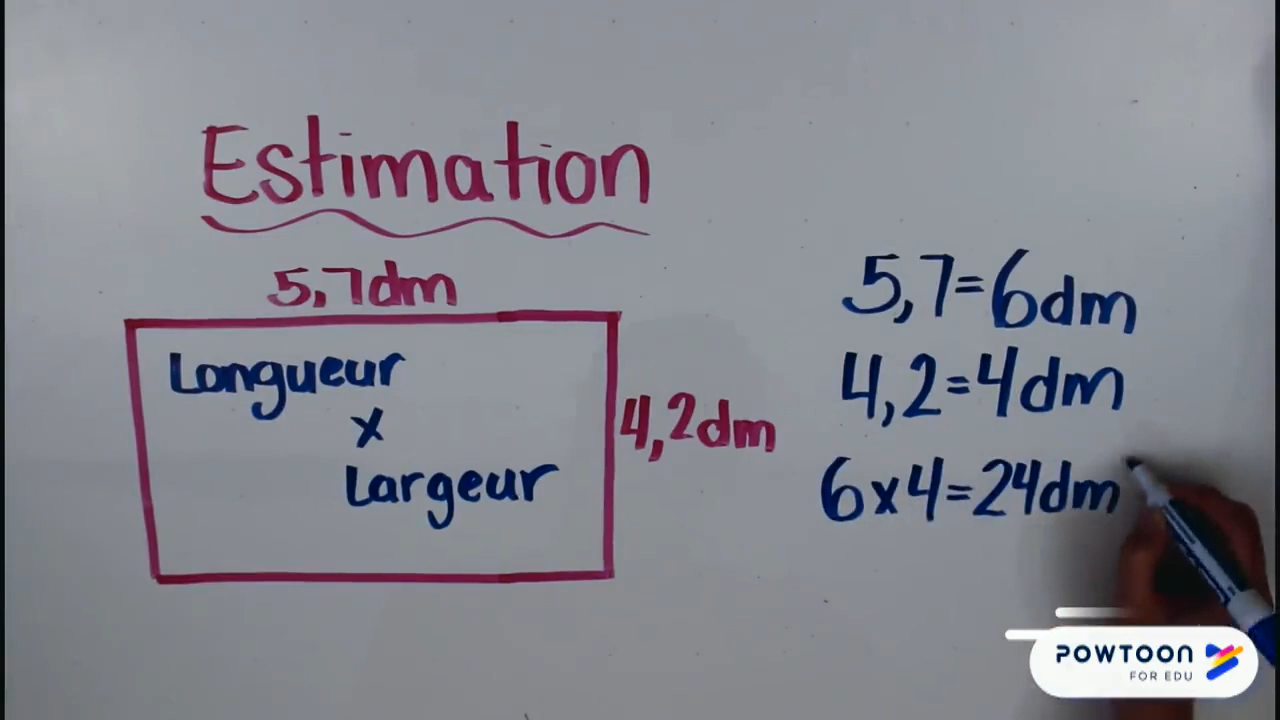 Estimation
5,7dm
Longueur
x
Largeur
4,2dm
5,7=6dm
4,2=4dm
6x4=24dm
POWTOON
FOR EDU